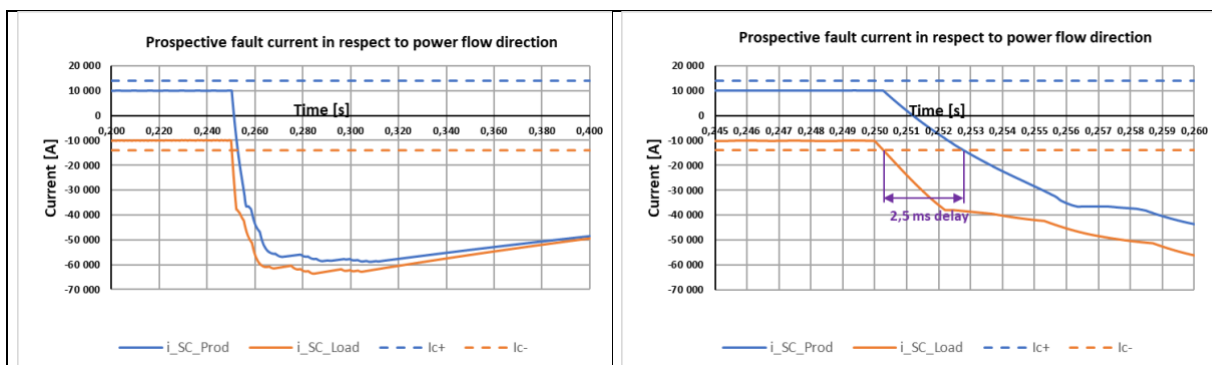 Prospective fault current in respect to power flow direction
20 000
10 000
0
-10 000
-20 000
-30 000
-40 000
-50 000
-60 000
-70 000
Current [A]
Time [s]
0,200 0,220 0,240 0,260 0,280 0,300 0,320 0,340 0,360 0,380 0,400
i_SC_Prod i_SC_Load Ic+ Ic-
Prospective fault current in respect to power flow direction
20 000
10 000
0
-10 000
-20 000
-30 000
-40 000
-50 000
-60 000
-70 000
Current [A]
Time [s]
0,245 0,246 0,247 0,248 0,249 0,250 0,251 0,252 0,253 0,254 0,255 0,256 0,257 0,258 0,259 0,260
2,5 ms delay
i_SC_Prod i_SC_Load Ic+ Ic-